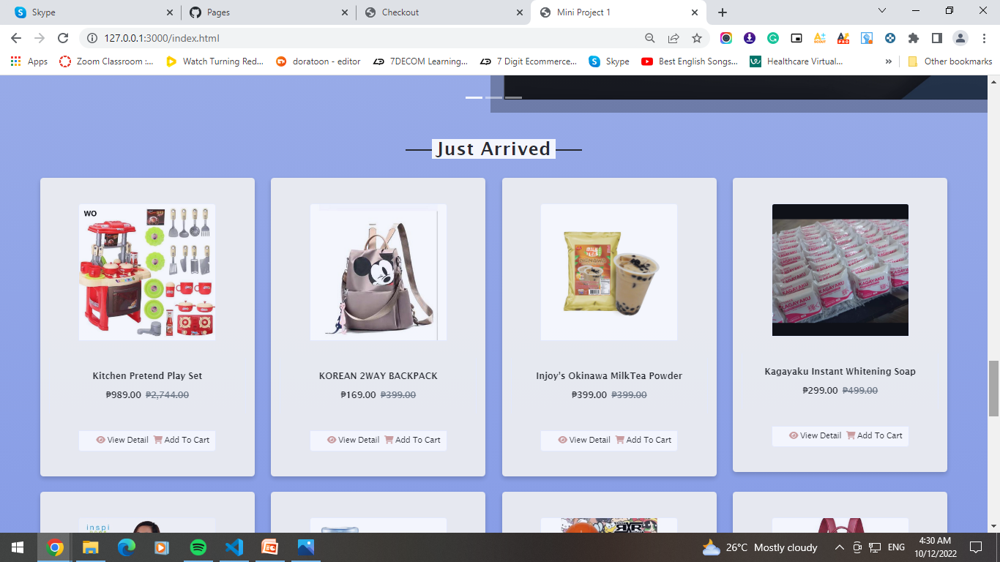 Skype
Pages
Checkout
Mini Project 1
127.0.0.1:3000/index.html
Apps
Zoom Classroom :...
Watch Turning Red...
doratoon - editor
7DECOM Learning...
7 Digit Ecommerce...
Skype
Best English Songs...
Healthcare Virtual...
»
Other bookmarks
Just Arrived
WO
KAGAYAKU
KAGAYAKU
Kitchen Pretend Play Set
KOREAN 2WAY BACKPACK
Injoy's Okinawa MilkTea Powder
Kagayaku Instant Whitening Soap
₱989.00 ₱2,744.00
₱169.00 ₱399.00
₱399.00 ₱399.00
₱299.00 ₱499.00
View Detail Add To Cart
View Detail Add To Cart
View Detail Add To Cart
View Detail Add To Cart
inspi
26°C Mostly cloudy
ENG
4:30 AM
10/12/2022